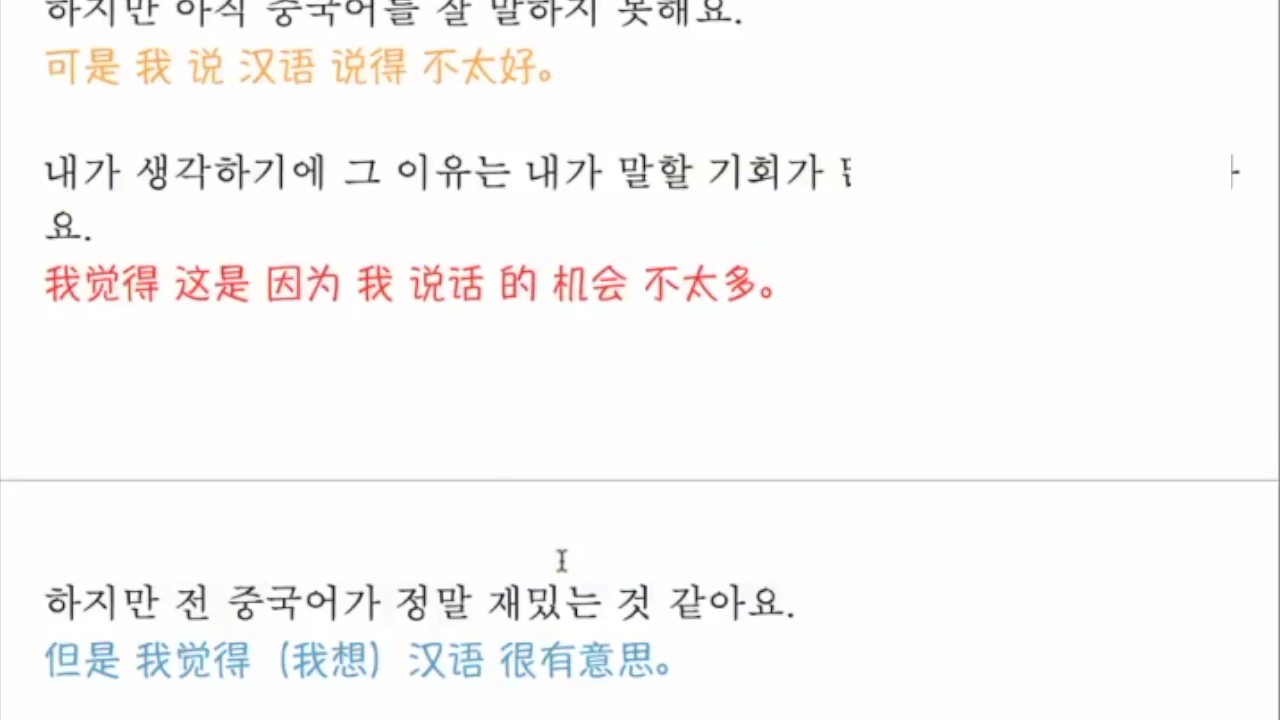 하지만 아직 중국어를 잘 말하지 못해요.
可是 我 说 汉语 说得 不太好。
내가 생각하기에 그 이유는 내가 말할 기회가
요.
我觉得 这是 因为 我 说话 的 机会 不太多。
하지만 전 중국어가 정말 재밌는 것 같아요.
但是 我觉得（我想）汉语 很有意思。